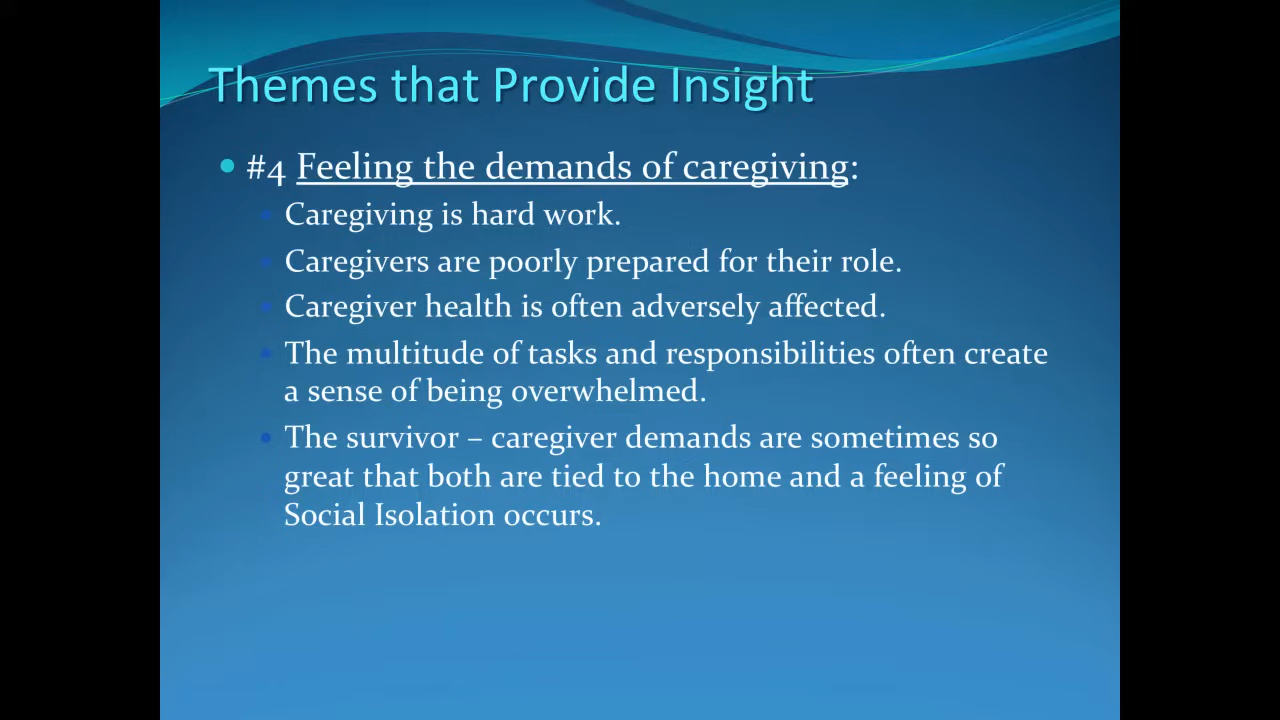 Themes that Provide Insight
• #4 Feeling the demands of caregiving:
• Caregiving is hard work.
• Caregivers are poorly prepared for their role.
• Caregiver health is often adversely affected.
• The multitude of tasks and responsibilities often create
a sense of being overwhelmed.
• The survivor – caregiver demands are sometimes so
great that both are tied to the home and a feeling of
Social Isolation occurs.